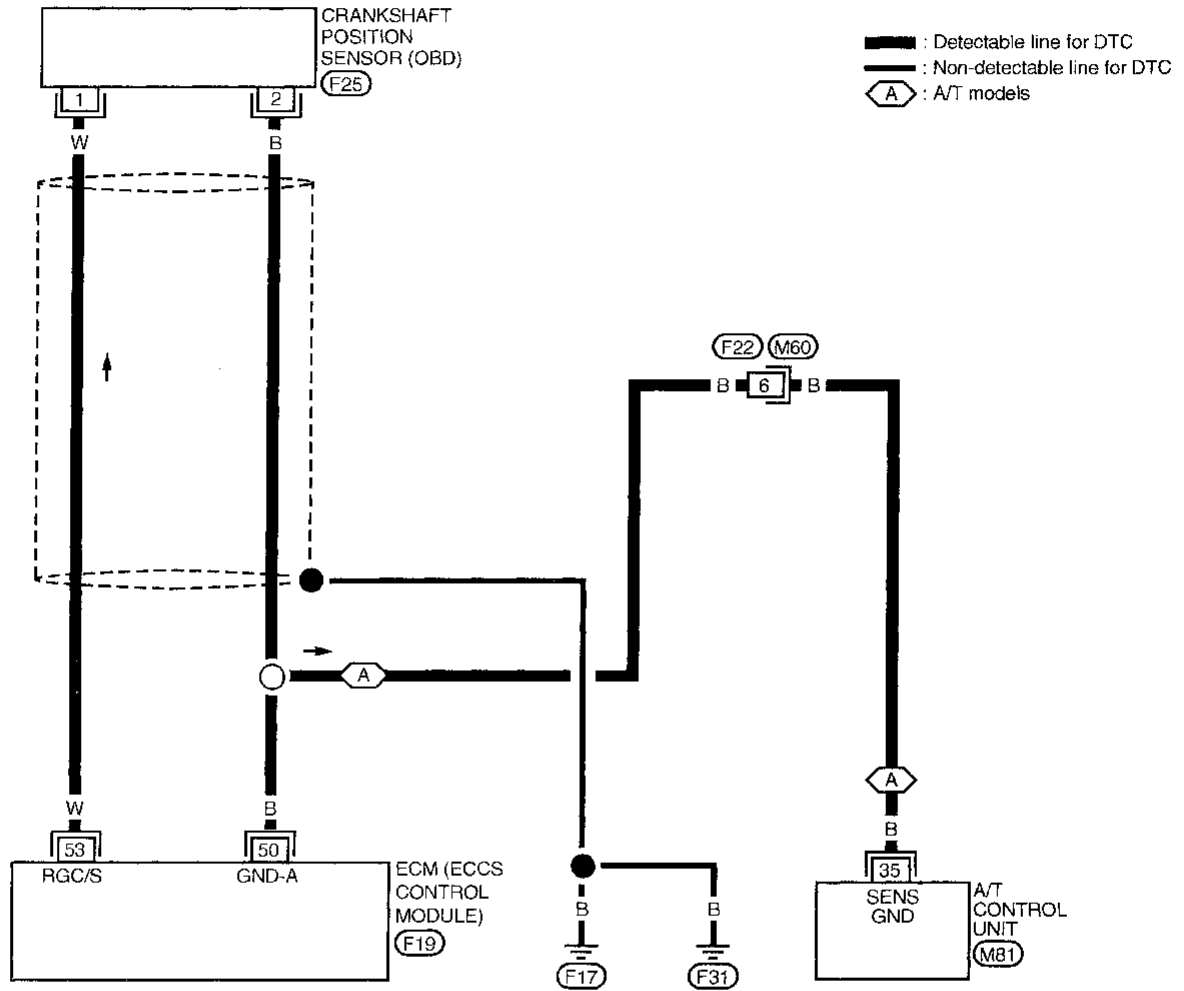 CRANKSHAFT
POSITION
SENSOR (OBD)
F25
: Detectable line for DTC
: Non-detectable line for DTC
A : A/T models
1 2
W B
F22 M60
B 6 B
A
A
W B
B
53 50
RGC/S GND-A
ECM (ECCS
CONTROL
MODULE)
F19
B B
F17 F31
35
SENS
GND
A/T
CONTROL
UNIT
M81